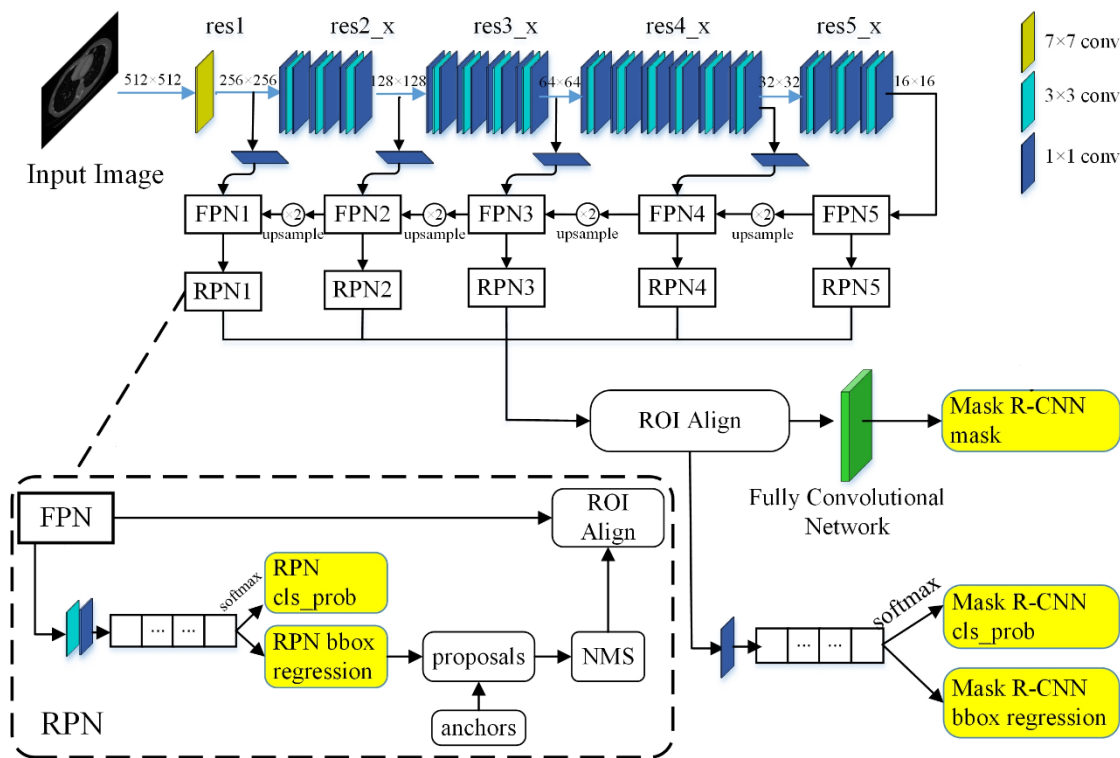 res1
res2_x
res3_x
res4_x
res5_x
7×7 conv
3×3 conv
1×1 conv
512×512
256×256
128×128
64×64
32×32
16×16
Input Image
FPN1
×2
upsample
FPN2
×2
upsample
FPN3
×2
upsample
FPN4
×2
upsample
FPN5
RPN1
RPN2
RPN3
RPN4
RPN5
ROI Align
Mask R-CNN
mask
Fully Convolutional
Network
FPN
ROI
Align
softmax
RPN
cls_prob
... ...
RPN bbox
regression
proposals
NMS
anchors
RPN
softmax
Mask R-CNN
cls_prob
... ...
Mask R-CNN
bbox regression